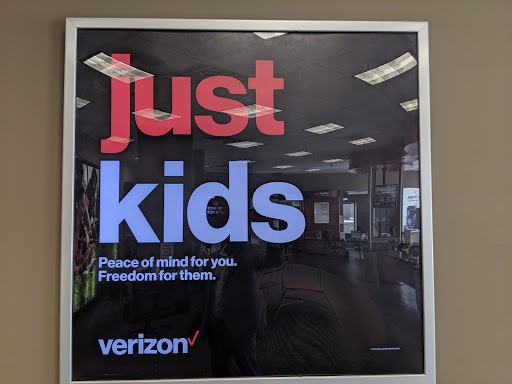 just
kids
Peace of mind for you.
Freedom for them.
verizon✓